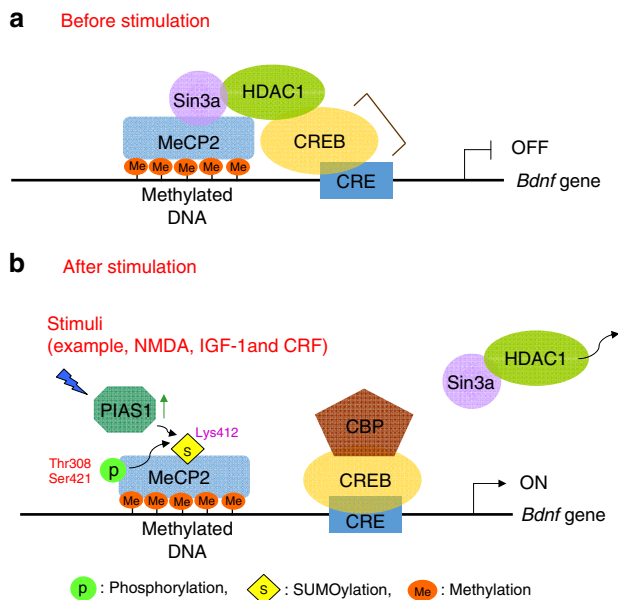 a Before stimulation
Sin3a
HDAC1
MeCP2
CREB
OFF
Me Me Me Me Me
CRE
Bdnf gene
Methylated
DNA
b After stimulation
Stimuli
(example, NMDA, IGF-1and CRF)
HDAC1
Sin3a
PIAS1
Lys412
CBP
S
Thr308
Ser421
p
MeCP2
CREB
ON
Me Me Me Me Me
CRE
Bdnf gene
Methylated
DNA
p : Phosphorylation, S : SUMOylation, Me : Methylation